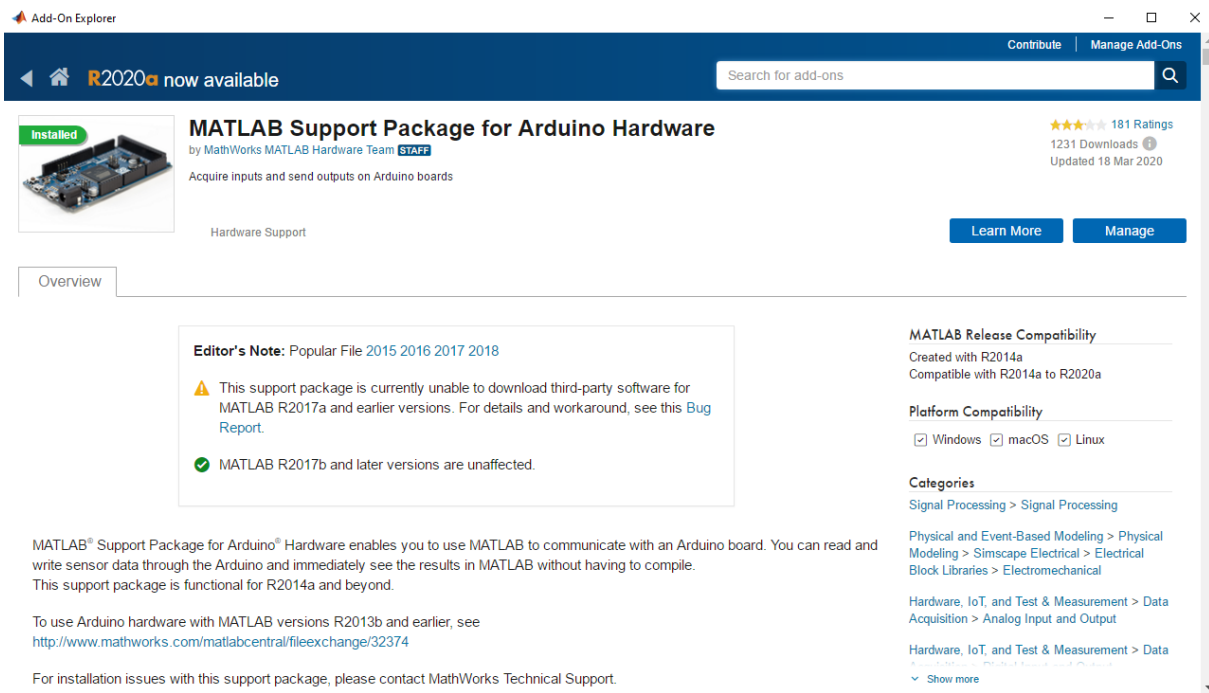 Add-On Explorer
Contribute Manage Add-Ons
R2020a now available
Search for add-ons
Installed
MATLAB Support Package for Arduino Hardware
by MathWorks MATLAB Hardware Team STAFF
Acquire inputs and send outputs on Arduino boards
181 Ratings
1231 Downloads
Updated 18 Mar 2020
Hardware Support
Learn More
Manage
Overview
Editor's Note: Popular File 2015 2016 2017 2018
This support package is currently unable to download third-party software for
MATLAB R2017a and earlier versions. For details and workaround, see this Bug
Report.
MATLAB R2017b and later versions are unaffected.
MATLAB® Support Package for Arduino® Hardware enables you to use MATLAB to communicate with an Arduino board. You can read and
write sensor data through the Arduino and immediately see the results in MATLAB without having to compile.
This support package is functional for R2014a and beyond.
To use Arduino hardware with MATLAB versions R2013b and earlier, see
http://www.mathworks.com/matlabcentral/fileexchange/32374
For installation issues with this support package, please contact MathWorks Technical Support.
MATLAB Release Compatibility
Created with R2014a
Compatible with R2014a to R2020a
Platform Compatibility
Windows macOS Linux
Categories
Signal Processing > Signal Processing
Physical and Event-Based Modeling > Physical
Modeling > Simscape Electrical > Electrical
Block Libraries > Electromechanical
Hardware, IoT, and Test & Measurement > Data
Acquisition > Analog Input and Output
Hardware, IoT, and Test & Measurement > Data
Show more